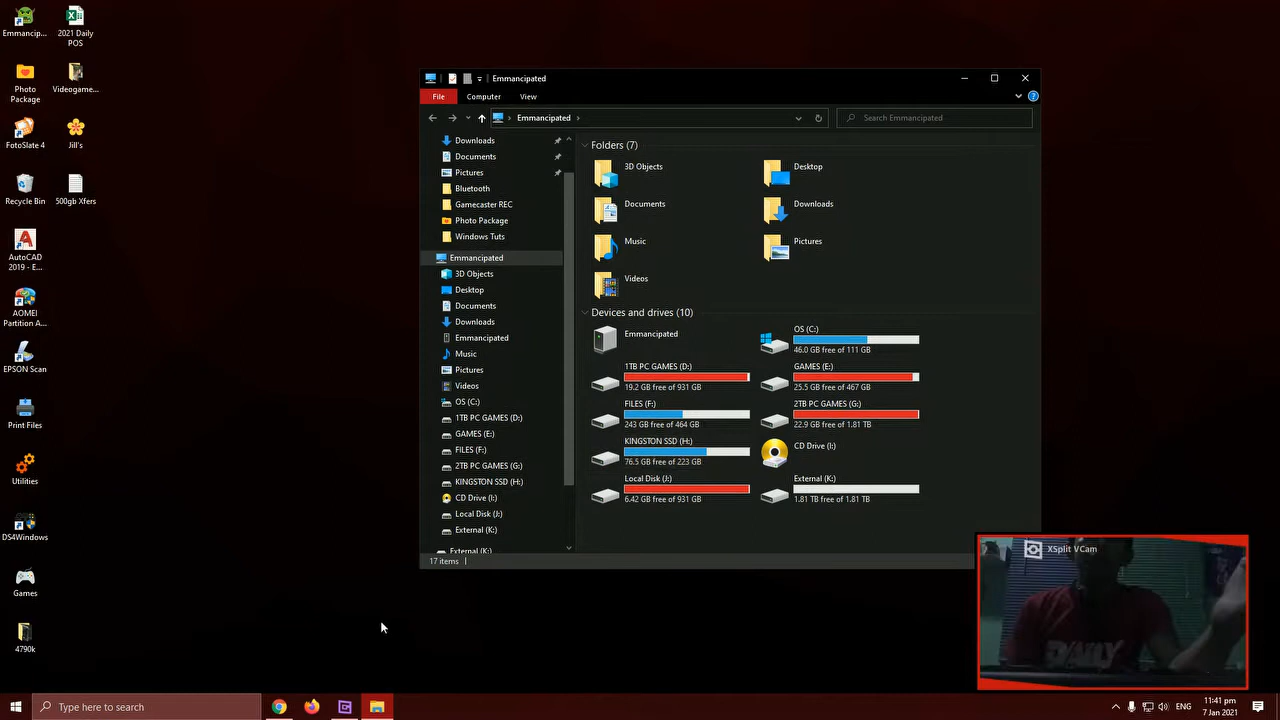 Emmancip...
2021 Daily
POS
Photo
Package
Videogame...
FotoSlate 4
Jill's
Recycle Bin
500gb Xfers
AutoCAD
2019 - E...
AOMEI
Partition A...
EPSON Scan
Print Files
Utilities
DS4Windows
Games
4790k
Emmancipated
File
Computer
View
Emmancipated
Search Emmancipated
Downloads
Documents
Pictures
Bluetooth
Gamecaster REC
Photo Package
Windows Tuts
Emmancipated
3D Objects
Desktop
Documents
Downloads
Emmancipated
Music
Pictures
Videos
OS (C:)
1TB PC GAMES (D:)
GAMES (E:)
FILES (F:)
2TB PC GAMES (G:)
KINGSTON SSD (H:)
CD Drive (I:)
Local Disk (J:)
External (K:)
External (K:)
Folders (7)
3D Objects
Desktop
Documents
Downloads
Music
Pictures
Videos
Devices and drives (10)
Emmancipated
OS (C:)
46.0 GB free of 111 GB
1TB PC GAMES (D:)
19.2 GB free of 931 GB
GAMES (E:)
25.5 GB free of 467 GB
FILES (F:)
243 GB free of 464 GB
2TB PC GAMES (G:)
22.9 GB free of 1.81 TB
KINGSTON SSD (H:)
76.5 GB free of 223 GB
CD Drive (I:)
Local Disk (J:)
6.42 GB free of 931 GB
External (K:)
1.81 TB free of 1.81 TB
17 items
XSplit VCam
DAILY
Type here to search
ENG
11:41 pm
7 Jan 2021